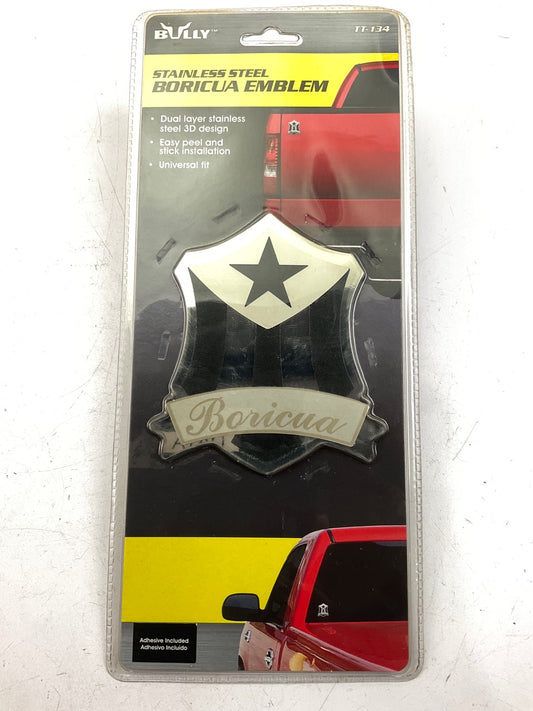 BULLY™
TT-134
STAINLESS STEEL
BORICUA EMBLEM
• Dual layer stainless
steel 3D design
• Easy peel and
stick installation
• Universal fit
Boricua
Adhesive Included
Adhesivo Incluido